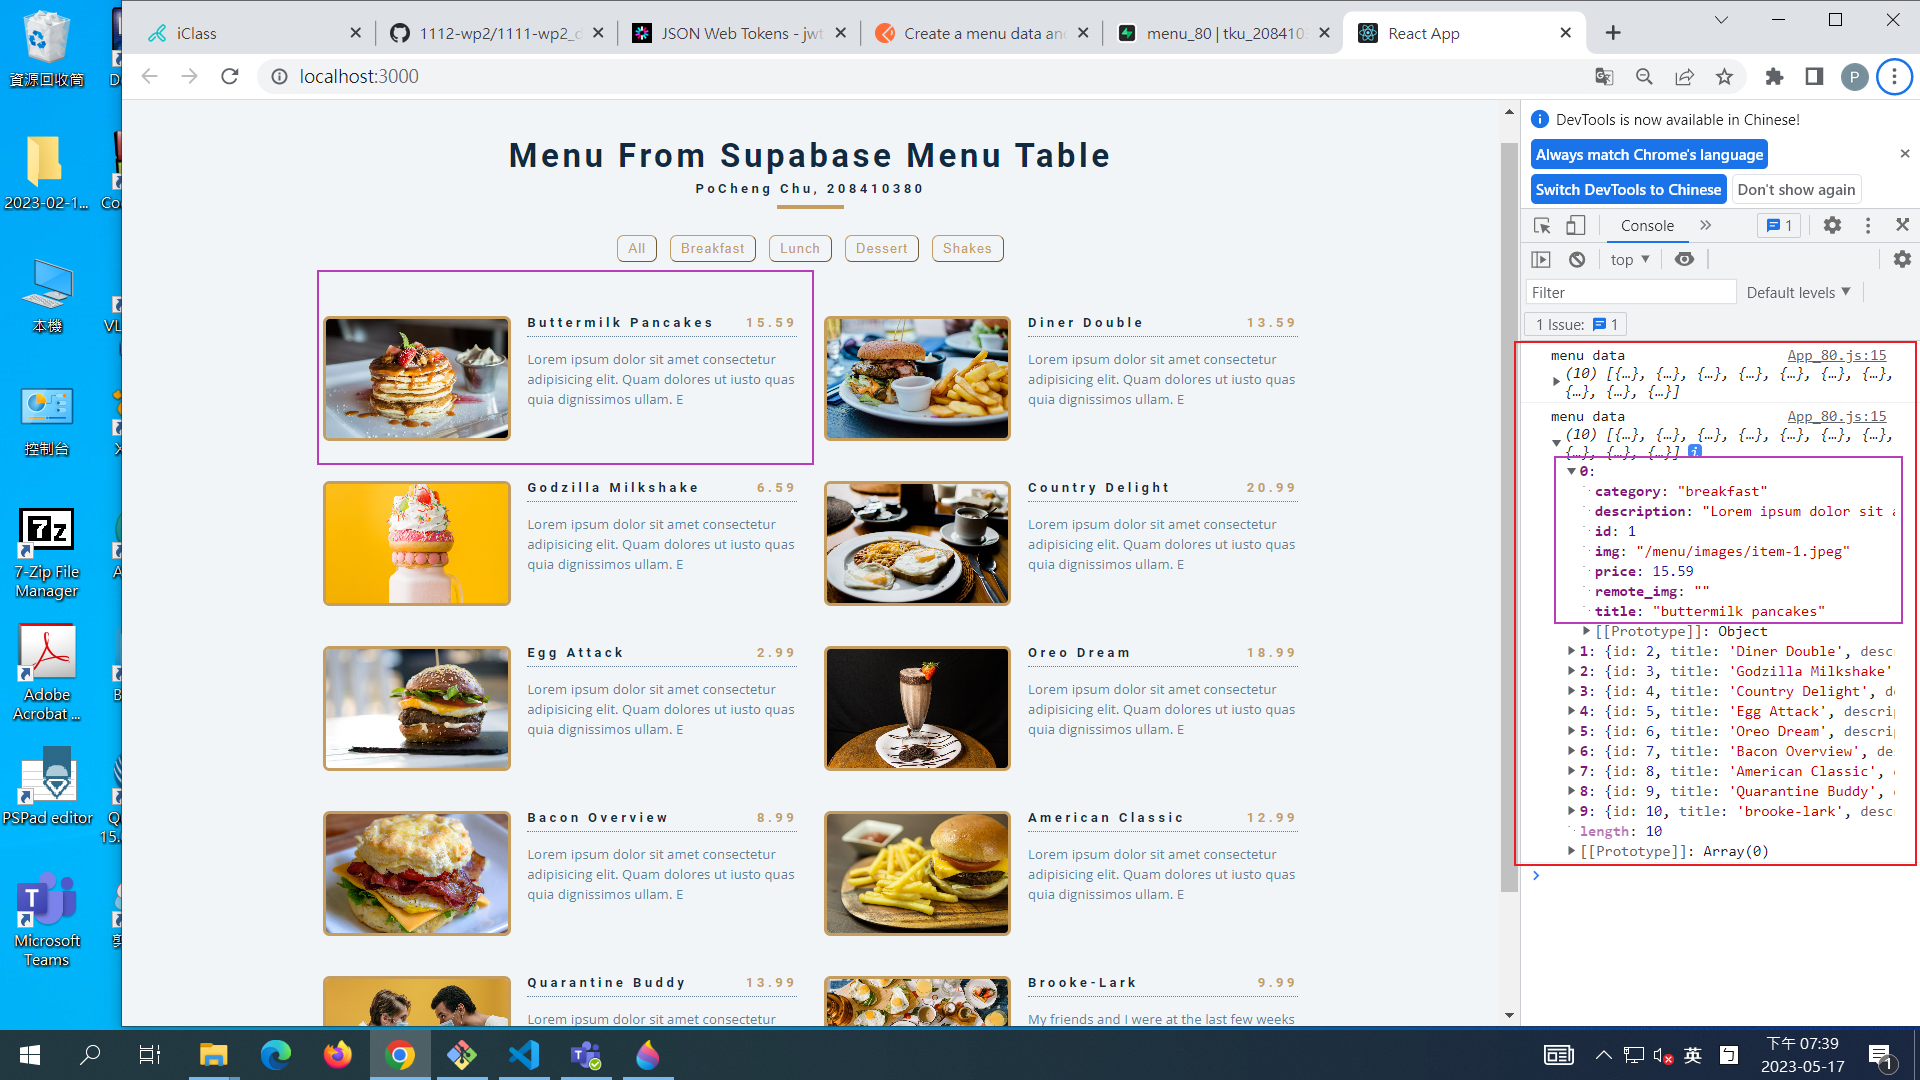 iClass
1112-wp2/1111-wp2_d
JSON Web Tokens - jwt
Create a menu data and
menu_80 | tku_208410
React App
localhost:3000
P
資源回收筒
2023-02-1...
本機
控制台
7-Zip File
Manager
Adobe
Acrobat ...
PSPad editor
Microsoft
Teams
Menu From Supabase Menu Table
PoCheng Chu, 208410380
All
Breakfast
Lunch
Dessert
Shakes
Buttermilk Pancakes 15.59
Lorem ipsum dolor sit amet consectetur
adipisicing elit. Quam dolores ut iusto quas
quia dignissimos ullam. E
Diner Double 13.59
Lorem ipsum dolor sit amet consectetur
adipisicing elit. Quam dolores ut iusto quas
quia dignissimos ullam. E
Godzilla Milkshake 6.59
Lorem ipsum dolor sit amet consectetur
adipisicing elit. Quam dolores ut iusto quas
quia dignissimos ullam. E
Country Delight 20.99
Lorem ipsum dolor sit amet consectetur
adipisicing elit. Quam dolores ut iusto quas
quia dignissimos ullam. E
Egg Attack 2.99
Lorem ipsum dolor sit amet consectetur
adipisicing elit. Quam dolores ut iusto quas
quia dignissimos ullam. E
Oreo Dream 18.99
Lorem ipsum dolor sit amet consectetur
adipisicing elit. Quam dolores ut iusto quas
quia dignissimos ullam. E
Bacon Overview 8.99
Lorem ipsum dolor sit amet consectetur
adipisicing elit. Quam dolores ut iusto quas
quia dignissimos ullam. E
American Classic 12.99
Lorem ipsum dolor sit amet consectetur
adipisicing elit. Quam dolores ut iusto quas
quia dignissimos ullam. E
Quarantine Buddy 13.99
Lorem ipsum dolor sit amet consectetur
Brooke-Lark 9.99
My friends and I were at the last few weeks
DevTools is now available in Chinese!
Always match Chrome's language
Switch DevTools to Chinese
Don't show again
Console
1
top
Filter
Default levels
1 Issue: 1
menu data App_80.js:15
(10) [{…}, {…}, {…}, {…}, {…}, {…}, {…},
{…}, {…}, {…}]
menu data App_80.js:15
(10) [{…}, {…}, {…}, {…}, {…}, {…}, {…},
{…}, {…}, {…}]
0:
category: "breakfast"
description: "Lorem ipsum dolor sit a
id: 1
img: "/menu/images/item-1.jpeg"
price: 15.59
remote_img: ""
title: "buttermilk pancakes"
[[Prototype]]: Object
1: {id: 2, title: 'Diner Double', desc
2: {id: 3, title: 'Godzilla Milkshake'
3: {id: 4, title: 'Country Delight', de
4: {id: 5, title: 'Egg Attack', descrip
5: {id: 6, title: 'Oreo Dream', descrip
6: {id: 7, title: 'Bacon Overview', des
7: {id: 8, title: 'American Classic',
8: {id: 9, title: 'Quarantine Buddy',
9: {id: 10, title: 'brooke-lark', desc
length: 10
[[Prototype]]: Array(0)
英
下午 07:39
2023-05-17
1